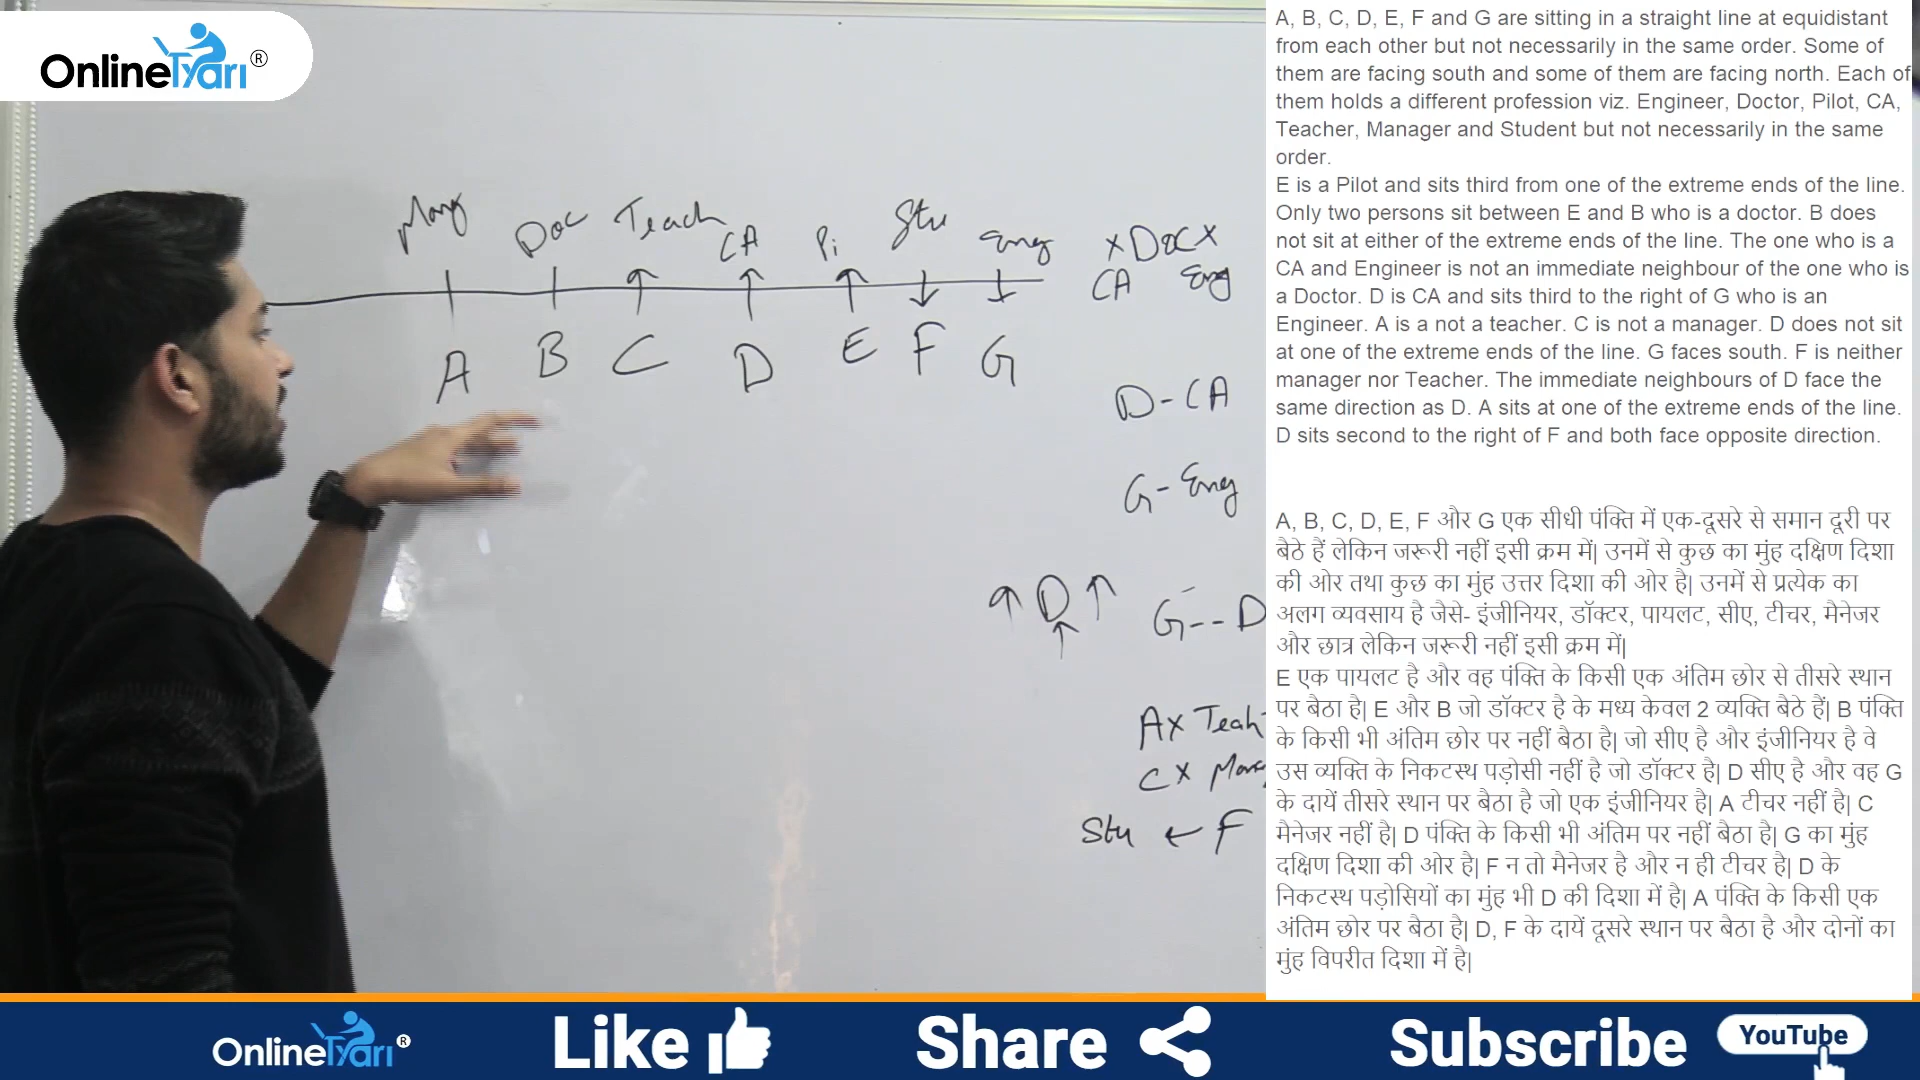 OnlineTyari ®
Mang Doc Teach CA Pi Stu Eng
A B C D E F G
x Doc x
CA Eng
D - CA
G - Eng
D G - - D
A x Teah
C x Man
Stu ← F
A, B, C, D, E, F and G are sitting in a straight line at equidistant
from each other but not necessarily in the same order. Some of
them are facing south and some of them are facing north. Each of
them holds a different profession viz. Engineer, Doctor, Pilot, CA,
Teacher, Manager and Student but not necessarily in the same
order.
E is a Pilot and sits third from one of the extreme ends of the line.
Only two persons sit between E and B who is a doctor. B does
not sit at either of the extreme ends of the line. The one who is a
CA and Engineer is not an immediate neighbour of the one who is
a Doctor. D is CA and sits third to the right of G who is an
Engineer. A is a not a teacher. C is not a manager. D does not sit
at one of the extreme ends of the line. G faces south. F is neither
manager nor Teacher. The immediate neighbours of D face the
same direction as D. A sits at one of the extreme ends of the line.
D sits second to the right of F and both face opposite direction.
A, B, C, D, E, F और G एक सीधी पंक्ति में एक-दूसरे से समान दूरी पर
बैठे हैं लेकिन जरूरी नहीं इसी क्रम में| उनमें से कुछ का मुंह दक्षिण दिशा
की ओर तथा कुछ का मुंह उत्तर दिशा की ओर है| उनमें से प्रत्येक का
अलग व्यवसाय है जैसे- इंजीनियर, डॉक्टर, पायलट, सीए, टीचर, मैनेजर
और छात्र लेकिन जरूरी नहीं इसी क्रम में|
E एक पायलट है और वह पंक्ति के किसी एक अंतिम छोर से तीसरे स्थान
पर बैठा है| E और B जो डॉक्टर है के मध्य केवल 2 व्यक्ति बैठे हैं| B पंक्ति
के किसी भी अंतिम छोर पर नहीं बैठा है| जो सीए है और इंजीनियर है वे
उस व्यक्ति के निकटस्थ पड़ोसी नहीं है जो डॉक्टर है| D सीए है और वह G
के दायें तीसरे स्थान पर बैठा है जो एक इंजीनियर है| A टीचर नहीं है| C
मैनेजर नहीं है| D पंक्ति के किसी भी अंतिम पर नहीं बैठा है| G का मुंह
दक्षिण दिशा की ओर है| F न तो मैनेजर है और न ही टीचर है| D के
निकटस्थ पड़ोसियों का मुंह भी D की दिशा में है| A पंक्ति के किसी एक
अंतिम छोर पर बैठा है| D, F के दायें दूसरे स्थान पर बैठा है और दोनों का
मुंह विपरीत दिशा में है|
OnlineTyari ® Like Share Subscribe YouTube